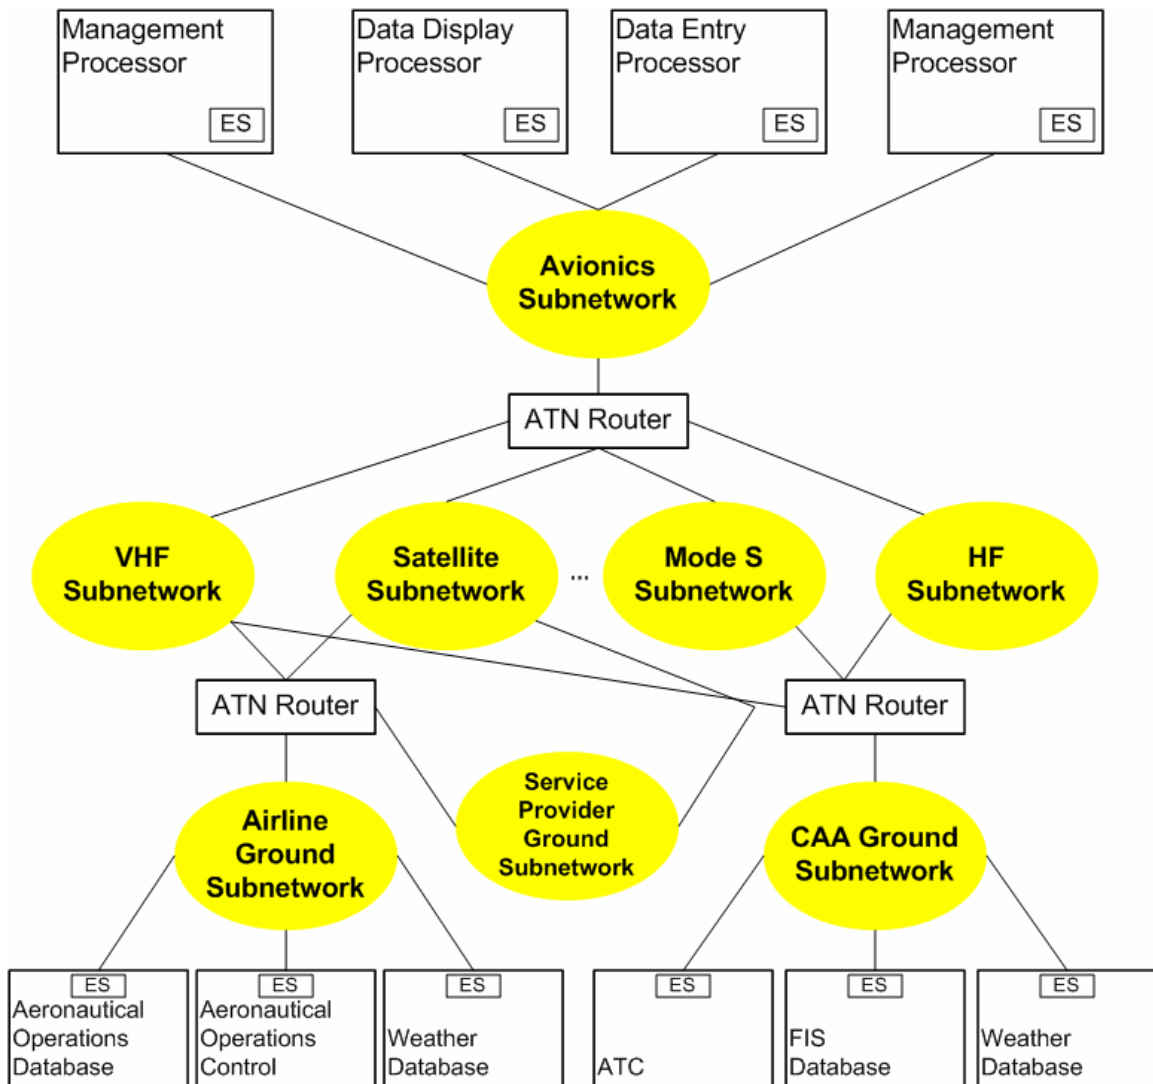 Management
Processor
ES
Data Display
Processor
ES
Data Entry
Processor
ES
Management
Processor
ES
Avionics
Subnetwork
ATN Router
VHF
Subnetwork
Satellite
Subnetwork
...
Mode S
Subnetwork
HF
Subnetwork
ATN Router
ATN Router
Airline
Ground
Subnetwork
Service
Provider
Ground
Subnetwork
CAA Ground
Subnetwork
ES
Aeronautical
Operations
Database
ES
Aeronautical
Operations
Control
ES
Weather
Database
ES
ATC
ES
FIS
Database
ES
Weather
Database